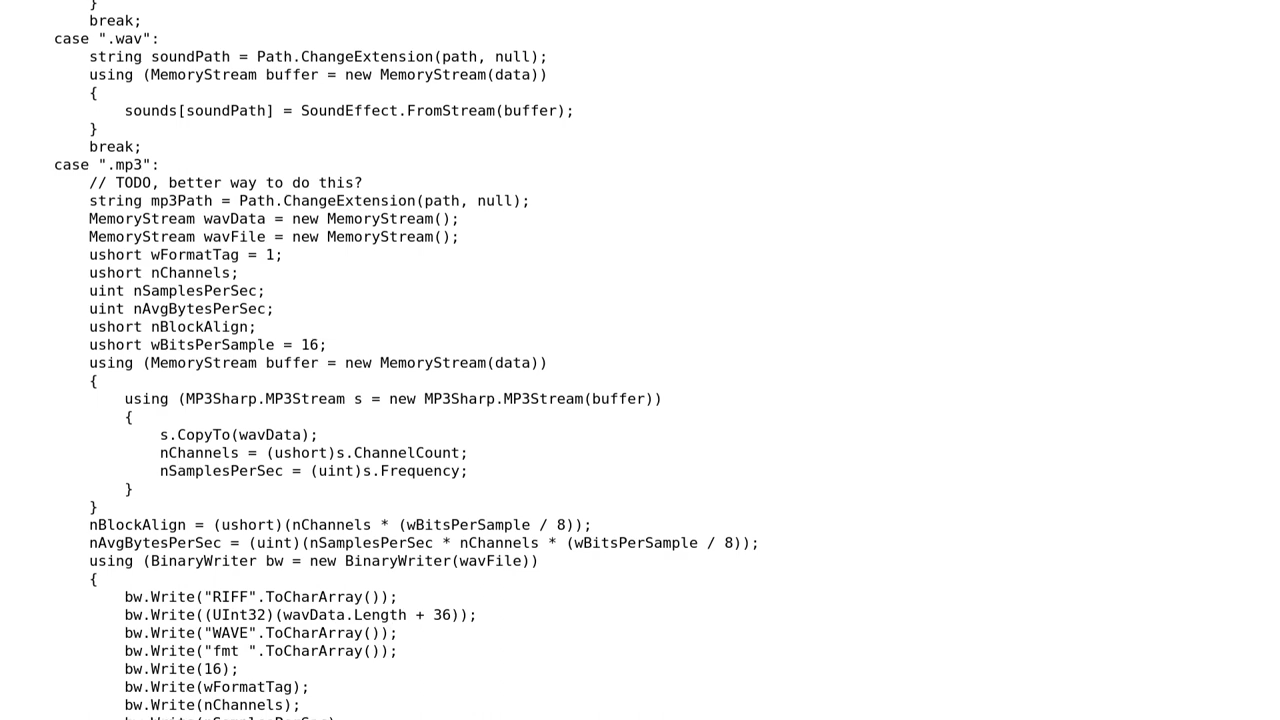 }
break;
case ".wav":
string soundPath = Path.ChangeExtension(path, null);
using (MemoryStream buffer = new MemoryStream(data))
{
sounds[soundPath] = SoundEffect.FromStream(buffer);
}
break;
case ".mp3":
// TODO, better way to do this?
string mp3Path = Path.ChangeExtension(path, null);
MemoryStream wavData = new MemoryStream();
MemoryStream wavFile = new MemoryStream();
ushort wFormatTag = 1;
ushort nChannels;
uint nSamplesPerSec;
uint nAvgBytesPerSec;
ushort nBlockAlign;
ushort wBitsPerSample = 16;
using (MemoryStream buffer = new MemoryStream(data))
{
using (MP3Sharp.MP3Stream s = new MP3Sharp.MP3Stream(buffer))
{
s.CopyTo(wavData);
nChannels = (ushort)s.ChannelCount;
nSamplesPerSec = (uint)s.Frequency;
}
}
nBlockAlign = (ushort)(nChannels * (wBitsPerSample / 8));
nAvgBytesPerSec = (uint)(nSamplesPerSec * nChannels * (wBitsPerSample / 8));
using (BinaryWriter bw = new BinaryWriter(wavFile))
{
bw.Write("RIFF".ToCharArray());
bw.Write((UInt32)(wavData.Length + 36));
bw.Write("WAVE".ToCharArray());
bw.Write("fmt ".ToCharArray());
bw.Write(16);
bw.Write(wFormatTag);
bw.Write(nChannels);